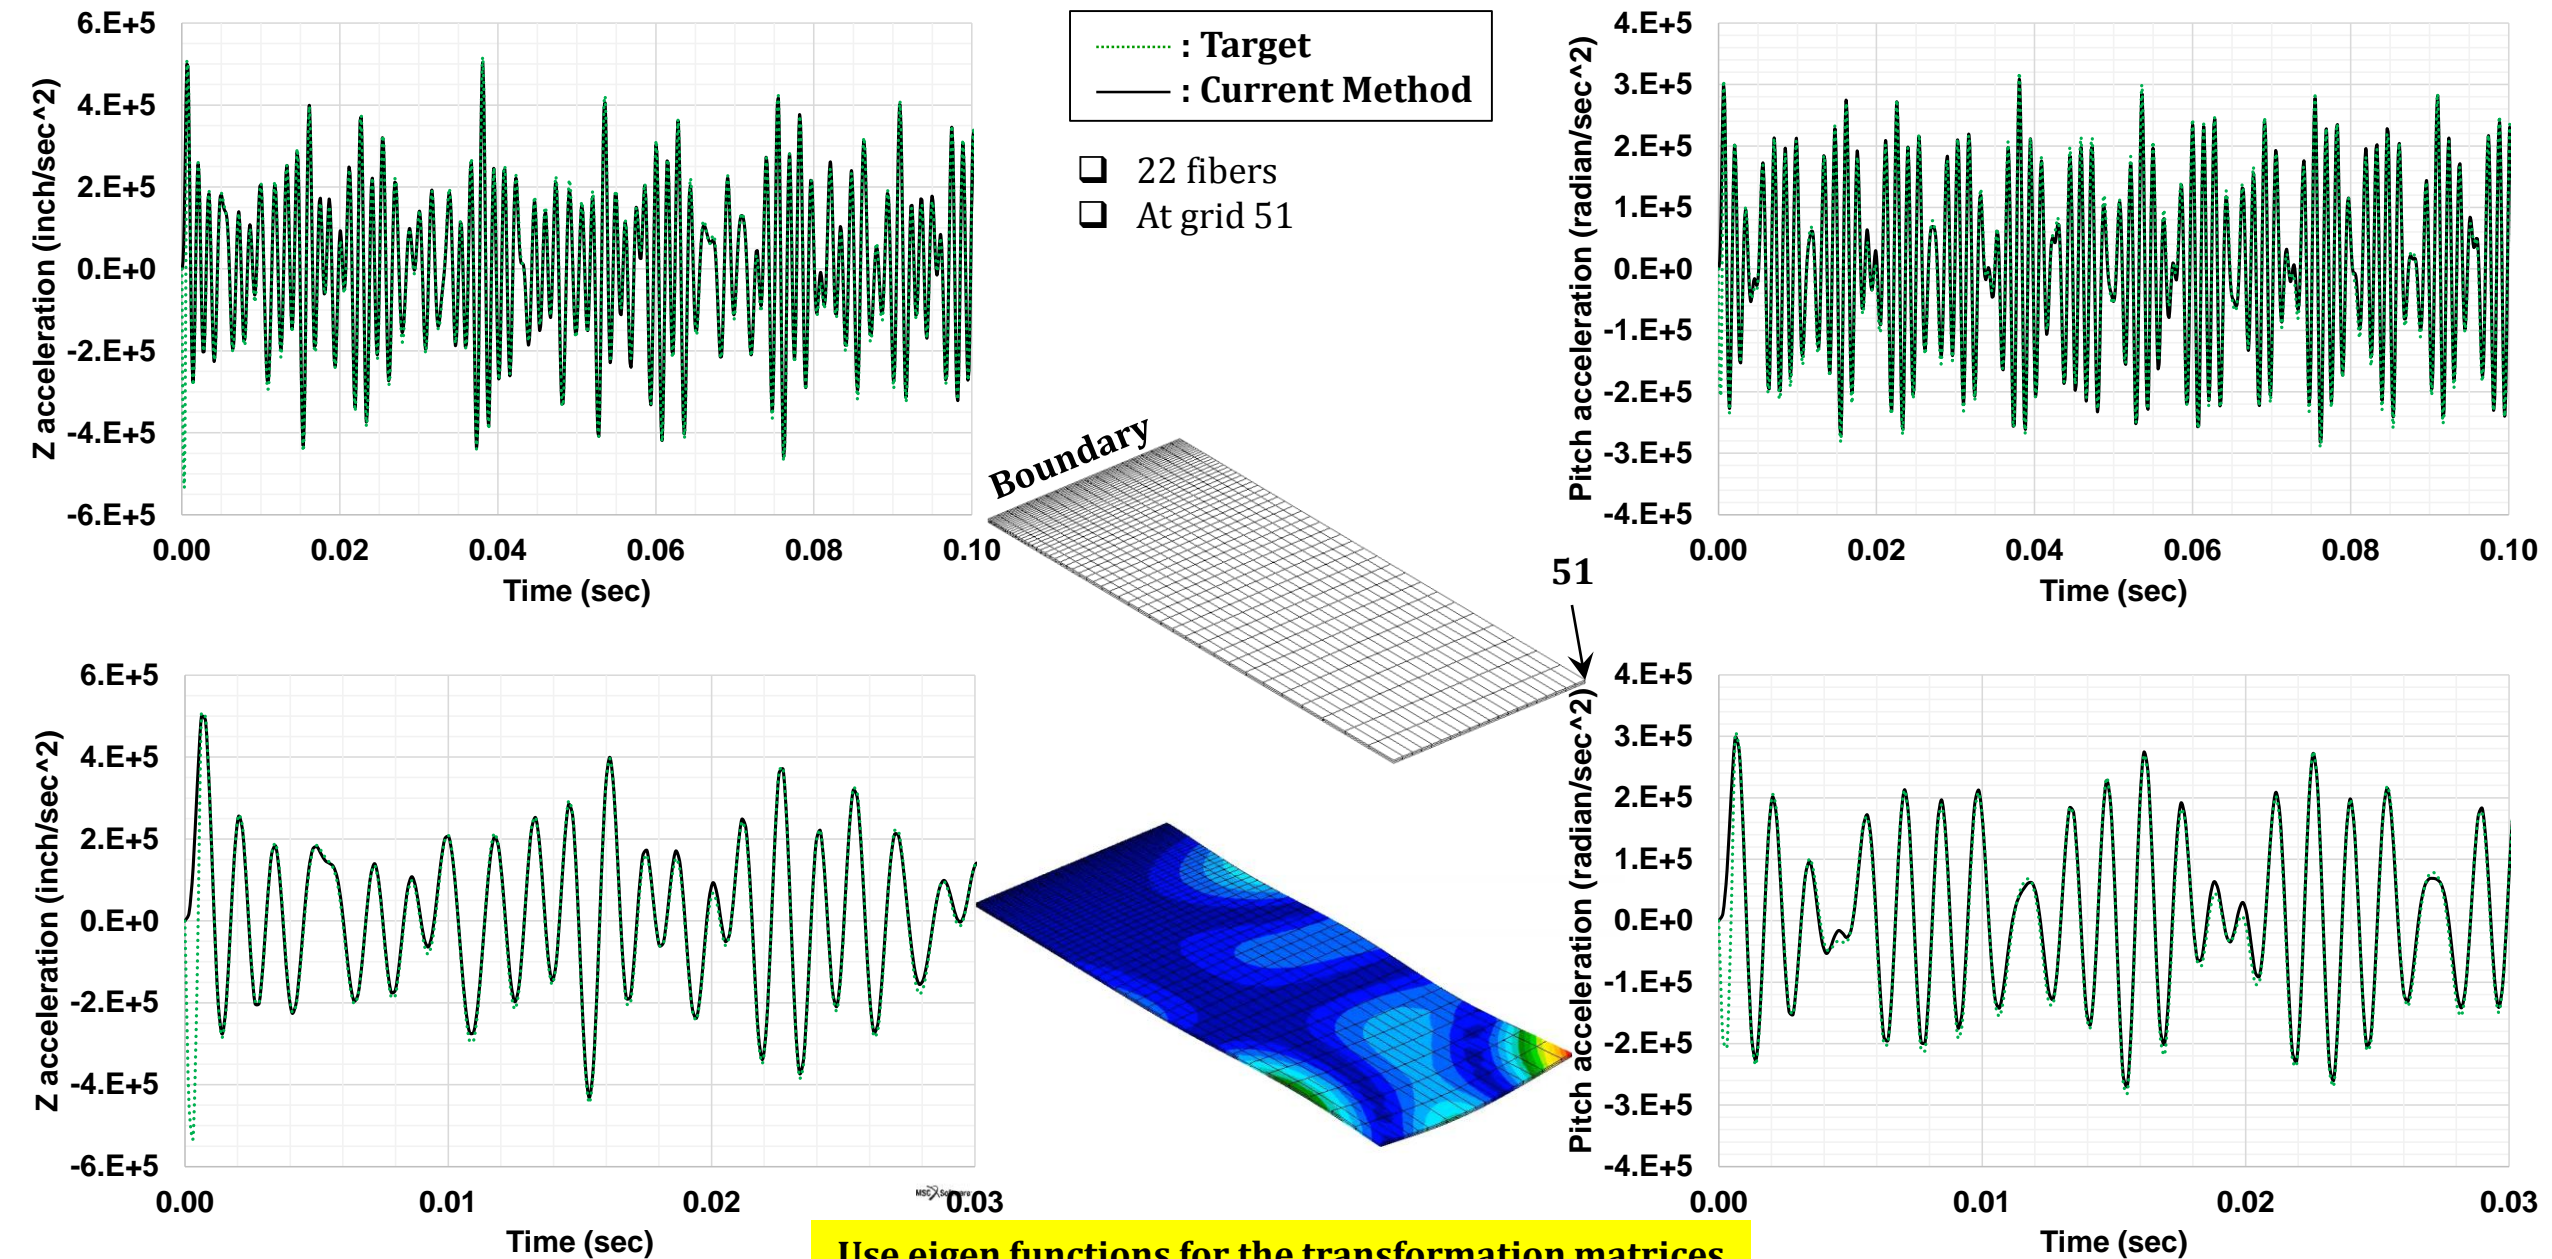 6.E+5
4.E+5
2.E+5
0.E+0
-2.E+5
-4.E+5
-6.E+5
Z acceleration (inch/sec^2)
0.00 0.02 0.04 0.06 0.08 0.10
Time (sec)
: Target
: Current Method
❑ 22 fibers
❑ At grid 51
4.E+5
3.E+5
2.E+5
1.E+5
0.E+0
-1.E+5
-2.E+5
-3.E+5
-4.E+5
Pitch acceleration (radian/sec^2)
0.00 0.02 0.04 0.06 0.08 0.10
Time (sec)
Boundary
51
6.E+5
4.E+5
2.E+5
0.E+0
-2.E+5
-4.E+5
-6.E+5
Z acceleration (inch/sec^2)
0.00 0.01 0.02 0.03
Time (sec)
MSC Software
4.E+5
3.E+5
2.E+5
1.E+5
0.E+0
-1.E+5
-2.E+5
-3.E+5
-4.E+5
Pitch acceleration (radian/sec^2)
0.00 0.01 0.02 0.03
Time (sec)
Use eigen functions for the transformation matrices